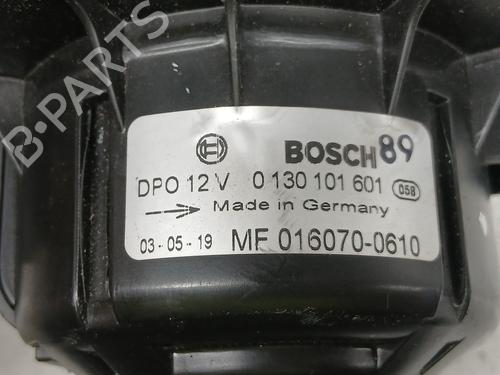 B-PARTS
BOSCH 89
DPO 12 V 0 130 101 601 058
Made in Germany
03-05-19 MF 016070-0610